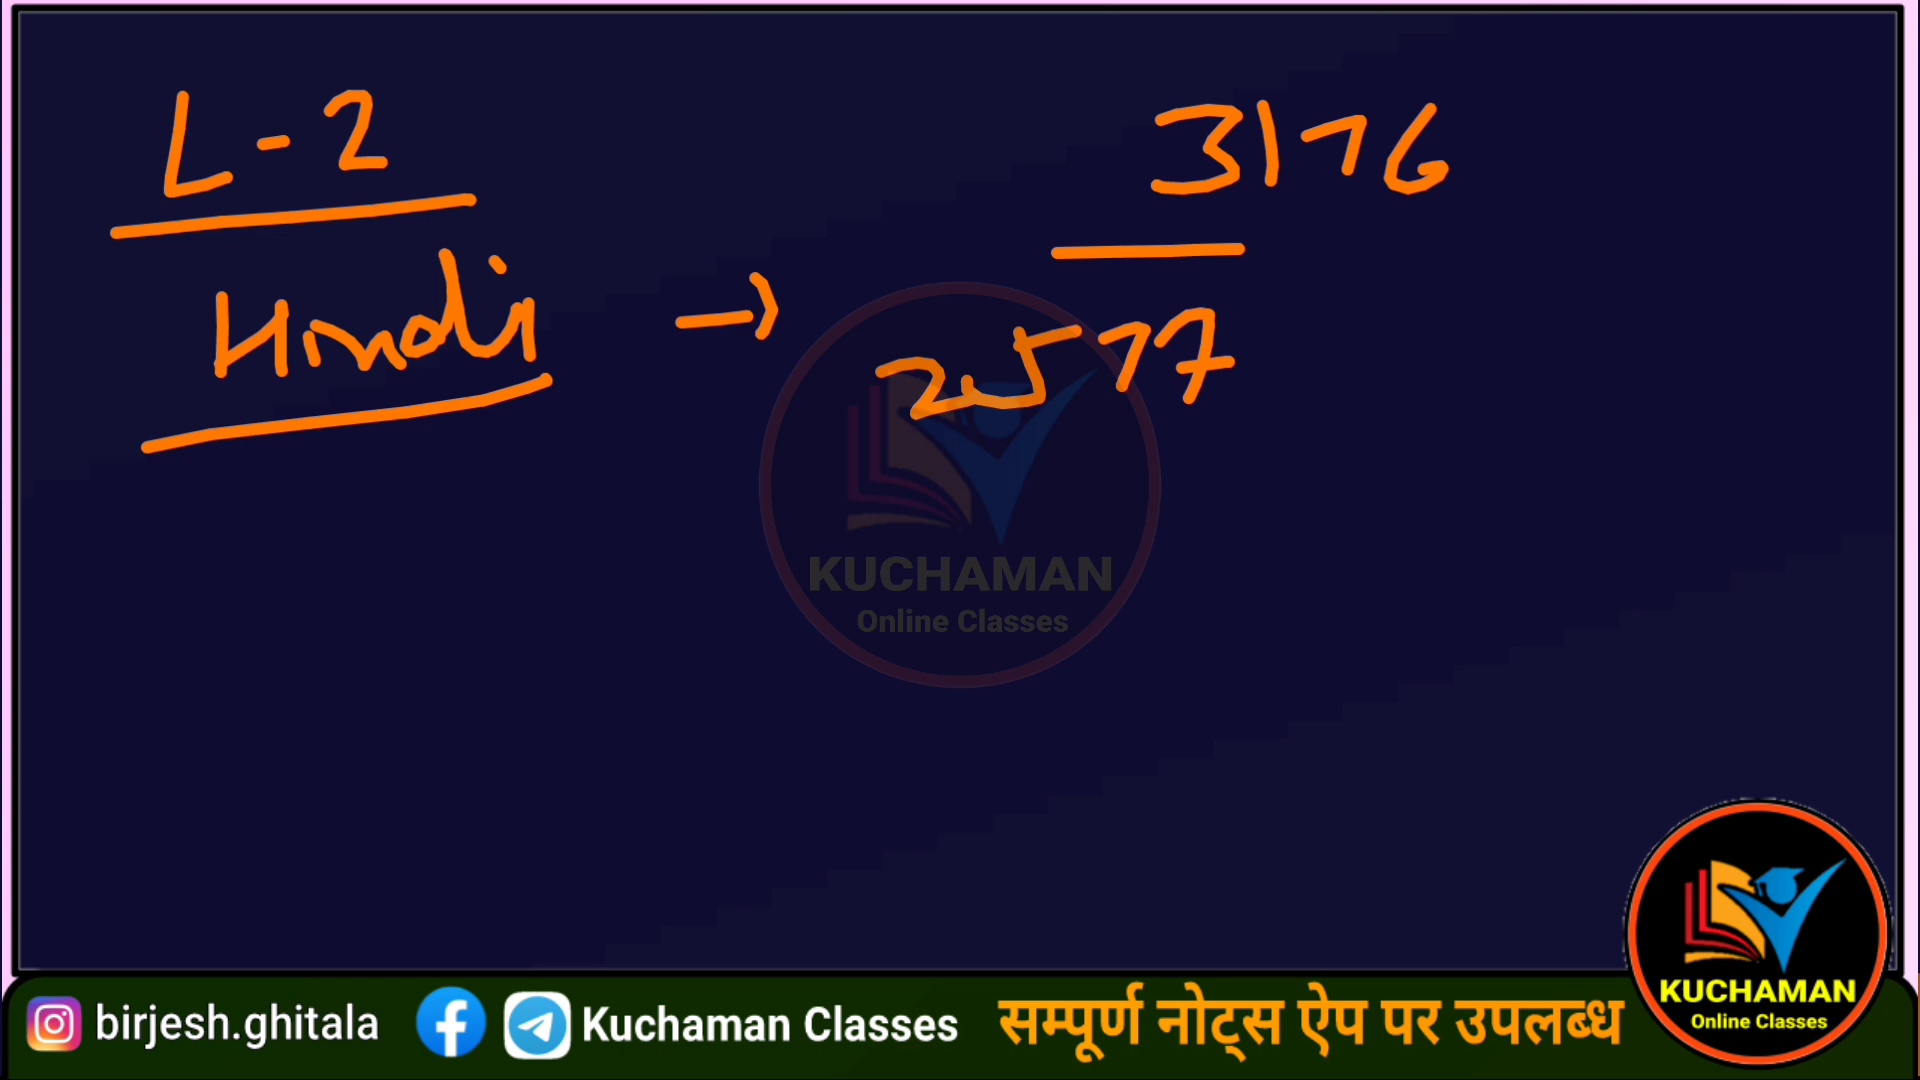 L-2
3176
Hindi → 2577
KUCHAMAN
Online Classes
birjesh.ghitala
Kuchaman Classes
सम्पूर्ण नोट्स ऐप पर उपलब्ध
KUCHAMAN
Online Classes